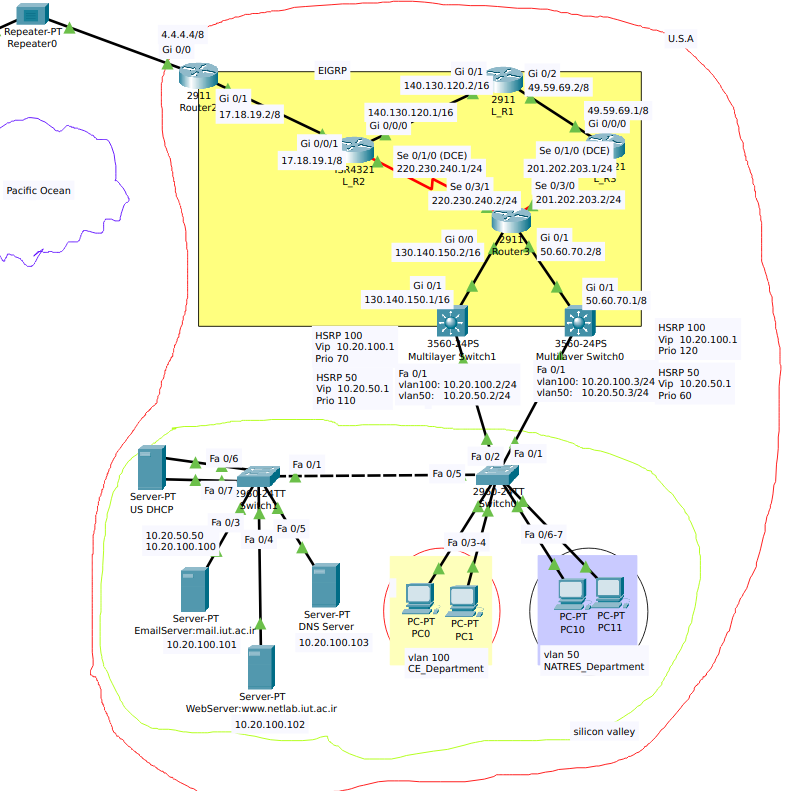 Repeater-PT
Repeater0
4.4.4.4/8
Gi 0/0
U.S.A
EIGRP
2911
Router2
Gi 0/1
17.18.19.2/8
Gi 0/1
140.130.120.2/16
Gi 0/2
49.59.69.2/8
2911
L_R1
140.130.120.1/16
Gi 0/0/0
49.59.69.1/8
Gi 0/0/0
Gi 0/0/1
17.18.19.1/8
ISR4321
L_R2
Se 0/1/0 (DCE)
220.230.240.1/24
Se 0/1/0 (DCE)
201.202.203.1/24
21
L_R3
Se 0/3/1
220.230.240.2/24
Se 0/3/0
201.202.203.2/24
Pacific Ocean
2911
Router3
Gi 0/0
130.140.150.2/16
Gi 0/1
50.60.70.2/8
Gi 0/1
130.140.150.1/16
Gi 0/1
50.60.70.1/8
3560-24PS
Multilayer Switch1
3560-24PS
Multilayer Switch0
HSRP 100
Vip 10.20.100.1
Prio 70
HSRP 50
Vip 10.20.50.1
Prio 110
Fa 0/1
vlan100: 10.20.100.2/24
vlan50: 10.20.50.2/24
Fa 0/1
vlan100: 10.20.100.3/24
vlan50: 10.20.50.3/24
HSRP 100
Vip 10.20.100.1
Prio 120
HSRP 50
Vip 10.20.50.1
Prio 60
Fa 0/2
Fa 0/1
Server-PT
US DHCP
Fa 0/6
Fa 0/7
Fa 0/1
Fa 0/5
2960-24TT
Switch1
2960-24TT
Switch0
Fa 0/3
Fa 0/4
Fa 0/5
10.20.50.50
10.20.100.100
Fa 0/3-4
Fa 0/6-7
Server-PT
EmailServer:mail.iut.ac.ir
10.20.100.101
Server-PT
DNS Server
10.20.100.103
Server-PT
WebServer:www.netlab.iut.ac.ir
10.20.100.102
PC-PT
PC0
PC-PT
PC1
vlan 100
CE_Department
PC-PT
PC10
PC-PT
PC11
vlan 50
NATRES_Department
silicon valley